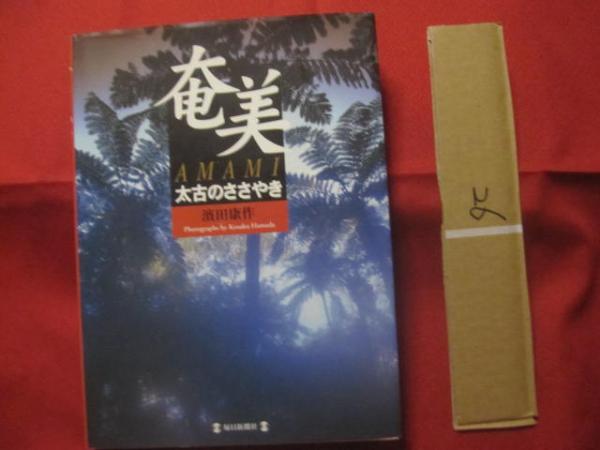 奄美
AMAMI
太古のささやき
濱田康作
Photographs by Kosaku Hamada
毎日新聞社
26